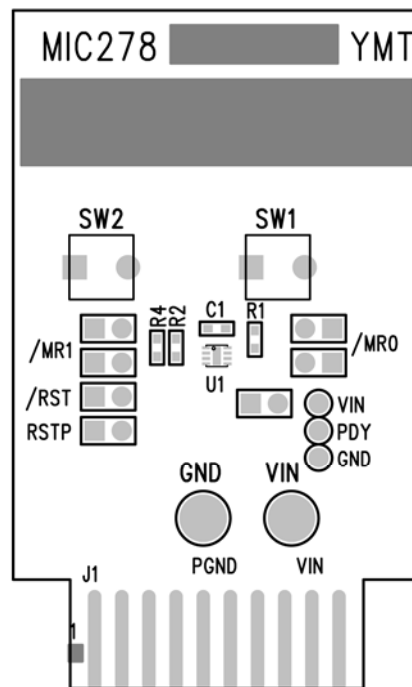 MIC278 YMT
SW2 SW1
R4 R2 C1 R1
/MR1 /MR0
U1
/RST VIN
RSTP PDY
GND
GND VIN
PGND VIN
J1
1